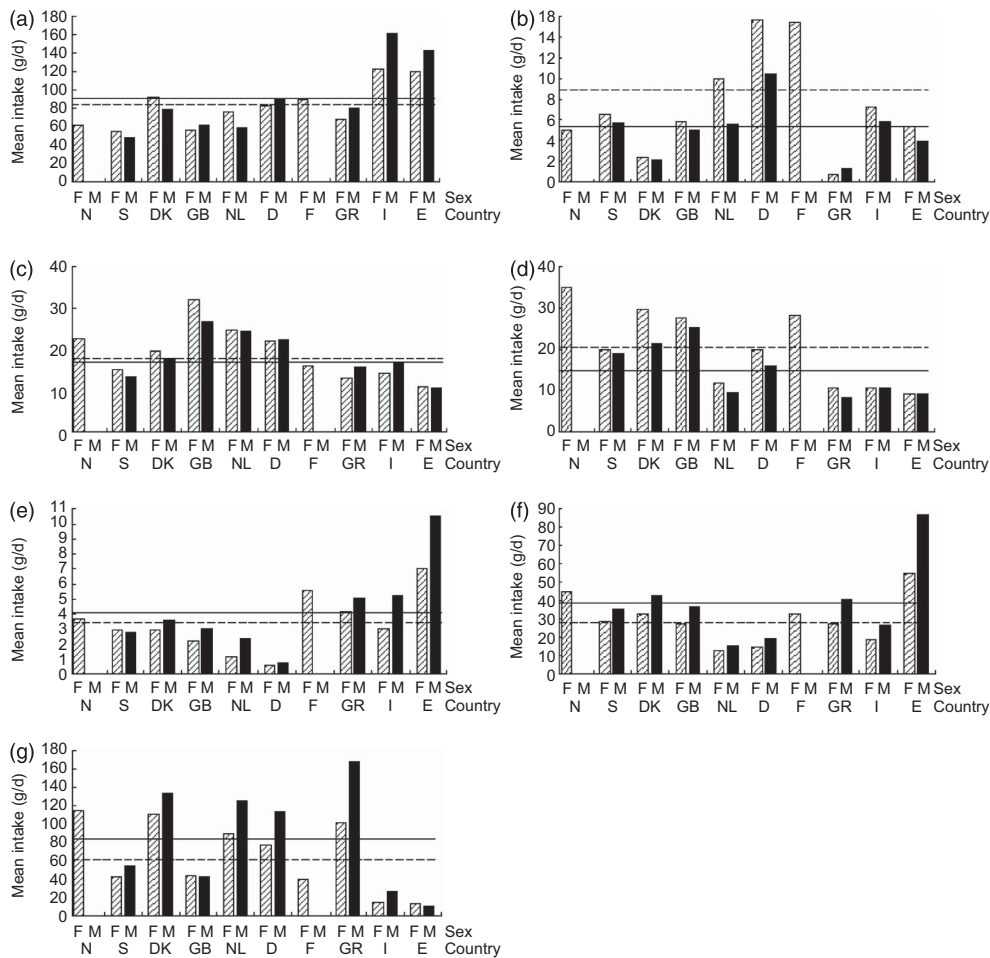 (a)
Mean intake (g/d)
180
160
140
120
100
80
60
40
20
0
F M F M F M F M F M F M F M F M F M F M Sex
N S DK GB NL D F GR I E Country
(b)
Mean intake (g/d)
18
16
14
12
10
8
6
4
2
0
F M F M F M F M F M F M F M F M F M F M Sex
N S DK GB NL D F GR I E Country
(c)
Mean intake (g/d)
40
30
20
10
0
F M F M F M F M F M F M F M F M F M F M Sex
N S DK GB NL D F GR I E Country
(d)
Mean intake (g/d)
40
30
20
10
0
F M F M F M F M F M F M F M F M F M F M Sex
N S DK GB NL D F GR I E Country
(e)
Mean intake (g/d)
11
10
9
8
7
6
5
4
3
2
1
0
F M F M F M F M F M F M F M F M F M F M Sex
N S DK GB NL D F GR I E Country
(f)
Mean intake (g/d)
90
80
70
60
50
40
30
20
10
0
F M F M F M F M F M F M F M F M F M F M Sex
N S DK GB NL D F GR I E Country
(g)
Mean intake (g/d)
180
160
140
120
100
80
60
40
20
0
F M F M F M F M F M F M F M F M F M F M Sex
N S DK GB NL D F GR I E Country